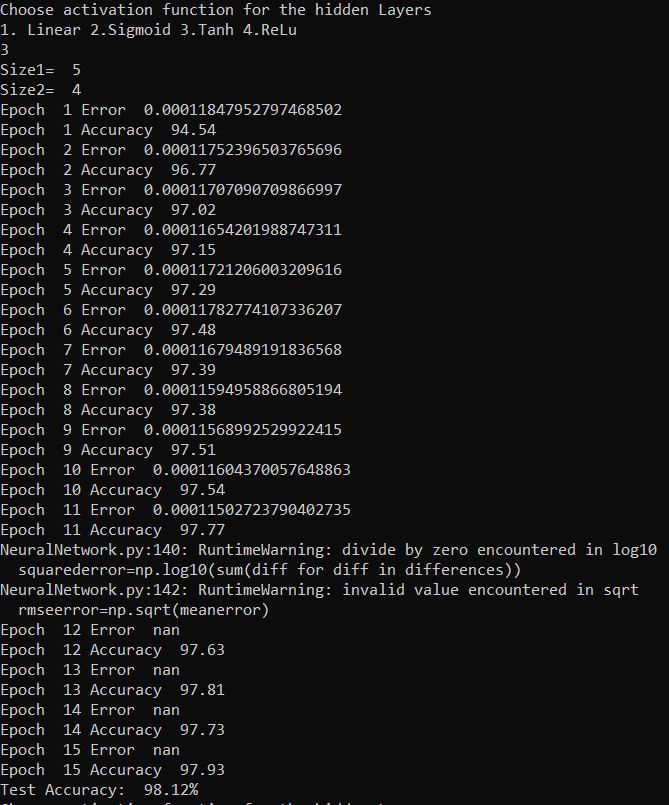 Choose activation function for the hidden Layers
1. Linear 2.Sigmoid 3.Tanh 4.ReLu
3
Size1=  5
Size2=  4
Epoch  1 Error  0.00011847952797468502
Epoch  1 Accuracy  94.54
Epoch  2 Error  0.00011752396503765696
Epoch  2 Accuracy  96.77
Epoch  3 Error  0.00011707090709866997
Epoch  3 Accuracy  97.02
Epoch  4 Error  0.00011654201988747311
Epoch  4 Accuracy  97.15
Epoch  5 Error  0.00011721206003209616
Epoch  5 Accuracy  97.29
Epoch  6 Error  0.00011782774107336207
Epoch  6 Accuracy  97.48
Epoch  7 Error  0.00011679489191836568
Epoch  7 Accuracy  97.39
Epoch  8 Error  0.00011594958866805194
Epoch  8 Accuracy  97.38
Epoch  9 Error  0.00011568992529922415
Epoch  9 Accuracy  97.51
Epoch  10 Error  0.00011604370057648863
Epoch  10 Accuracy  97.54
Epoch  11 Error  0.00011502723790402735
Epoch  11 Accuracy  97.77
NeuralNetwork.py:140: RuntimeWarning: divide by zero encountered in log10
  squarederror=np.log10(sum(diff for diff in differences))
NeuralNetwork.py:142: RuntimeWarning: invalid value encountered in sqrt
  rmseerror=np.sqrt(meanerror)
Epoch  12 Error  nan
Epoch  12 Accuracy  97.63
Epoch  13 Error  nan
Epoch  13 Accuracy  97.81
Epoch  14 Error  nan
Epoch  14 Accuracy  97.73
Epoch  15 Error  nan
Epoch  15 Accuracy  97.93
Test Accuracy:  98.12%